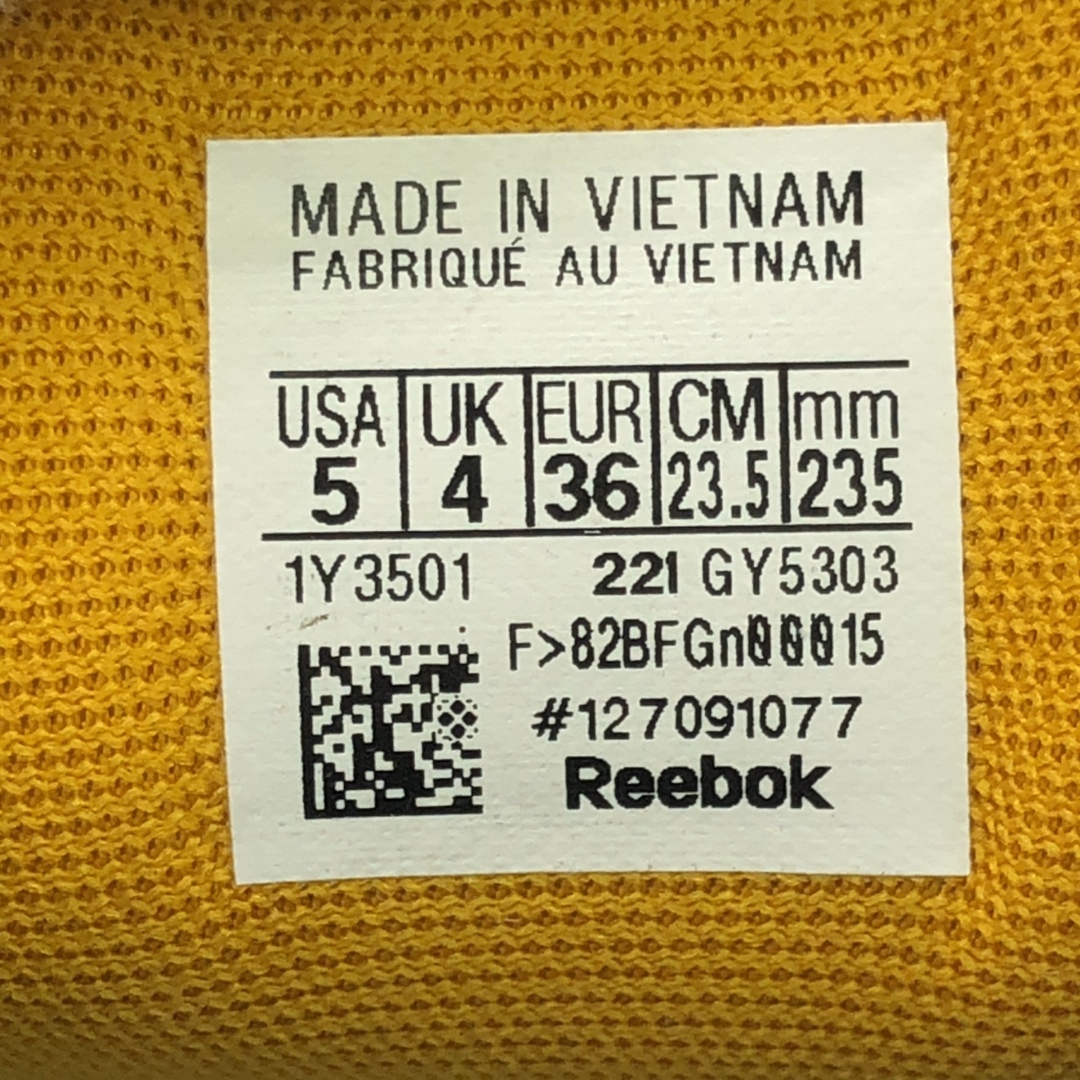 MADE IN VIETNAM
FABRIQUÉ AU VIETNAM
USA UK EUR CM mm
5 4 36 23.5 235
1Y3501 221 GY5303
F>82BFGn00015
#127091077
Reebok